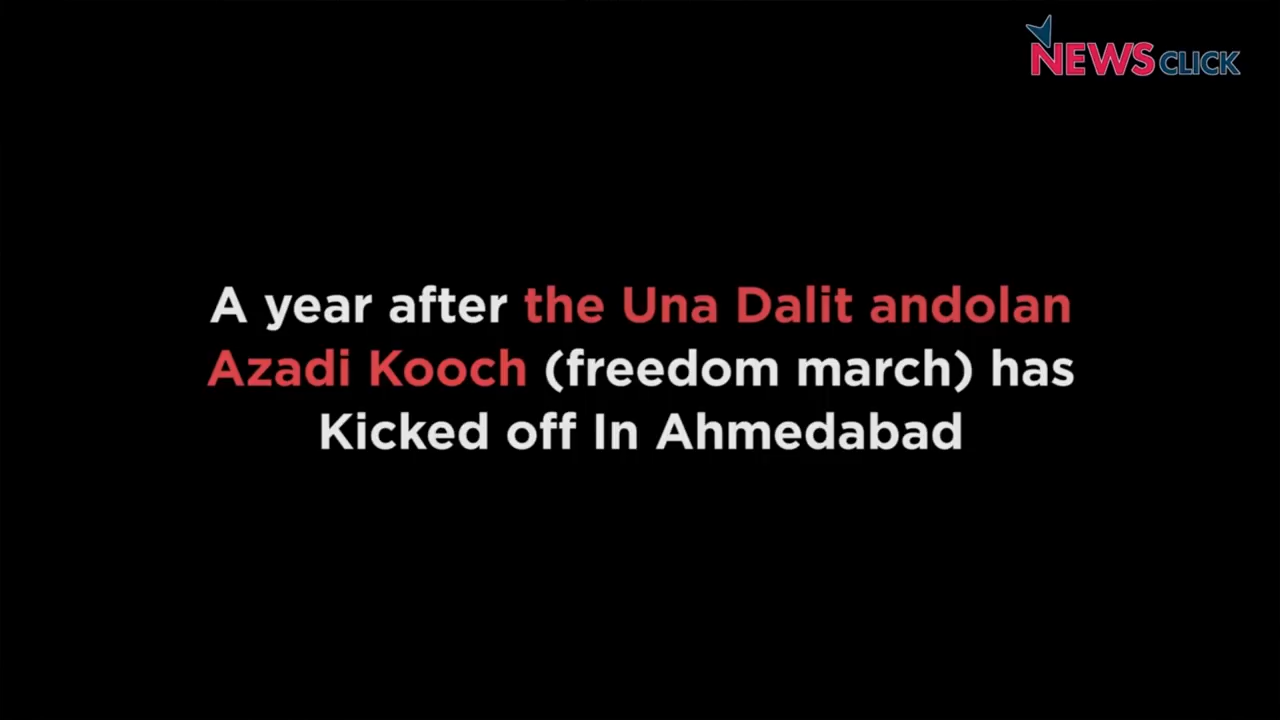 NEWSCLICK
A year after the Una Dalit andolan
Azadi Kooch (freedom march) has
Kicked off In Ahmedabad